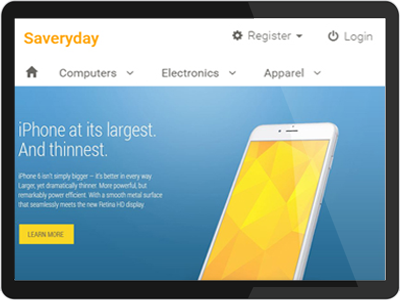 Saveryday
Register
Login
Computers
Electronics
Apparel
iPhone at its largest.
And thinnest.
iPhone 6 isn't simply bigger – it's better in every way.
Larger, yet dramatically thinner. More powerful, but
remarkably power efficient. With a smooth metal surface
that seamlessly meets the new Retina HD display.
LEARN MORE